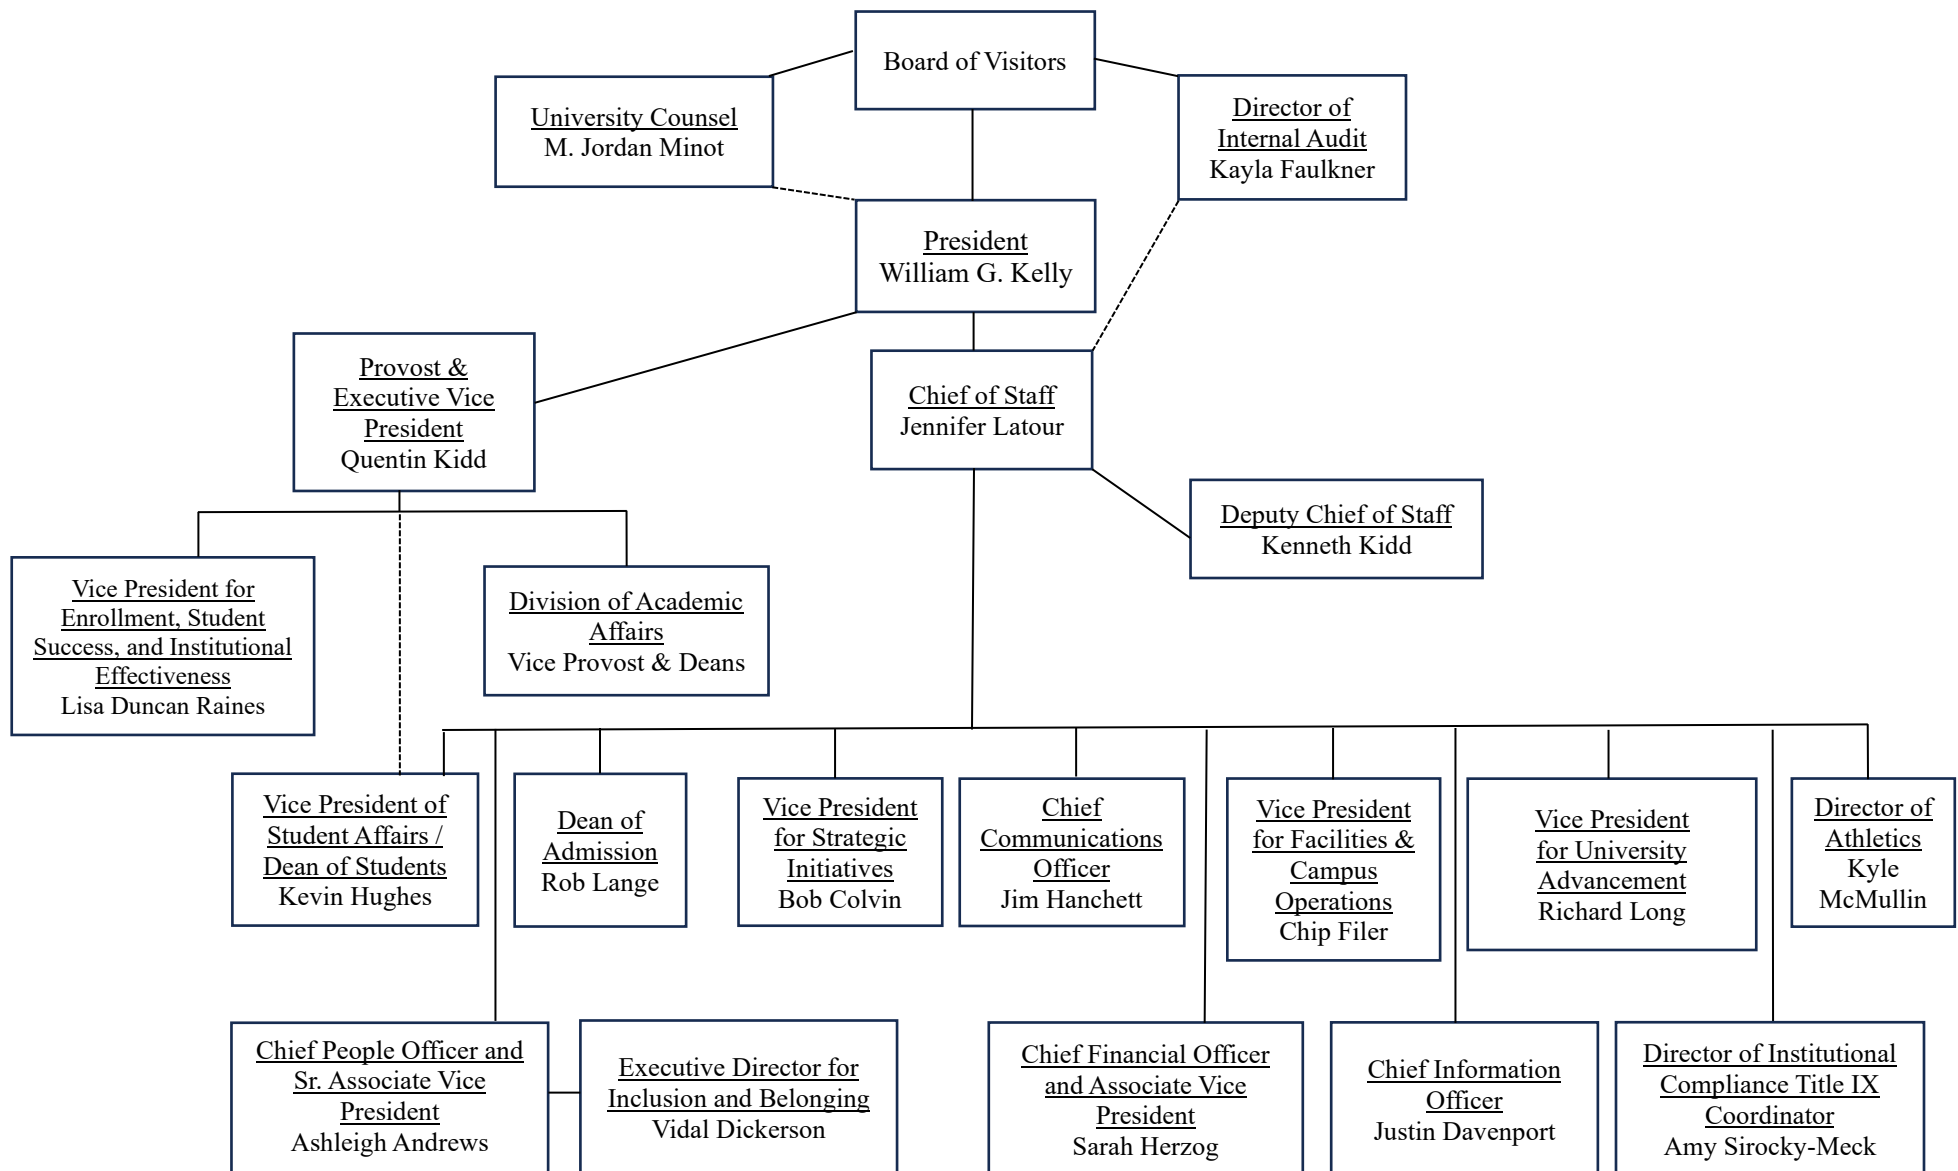 Board of Visitors
University Counsel
M. Jordan Minot
Director of
Internal Audit
Kayla Faulkner
President
William G. Kelly
Provost &
Executive Vice
President
Quentin Kidd
Chief of Staff
Jennifer Latour
Deputy Chief of Staff
Kenneth Kidd
Vice President for
Enrollment, Student
Success, and Institutional
Effectiveness
Lisa Duncan Raines
Division of Academic
Affairs
Vice Provost & Deans
Vice President of
Student Affairs /
Dean of Students
Kevin Hughes
Dean of
Admission
Rob Lange
Vice President
for Strategic
Initiatives
Bob Colvin
Chief
Communications
Officer
Jim Hanchett
Vice President
for Facilities &
Campus
Operations
Chip Filer
Vice President
for University
Advancement
Richard Long
Director of
Athletics
Kyle
McMullin
Chief People Officer and
Sr. Associate Vice
President
Ashleigh Andrews
Executive Director for
Inclusion and Belonging
Vidal Dickerson
Chief Financial Officer
and Associate Vice
President
Sarah Herzog
Chief Information
Officer
Justin Davenport
Director of Institutional
Compliance Title IX
Coordinator
Amy Sirocky-Meck